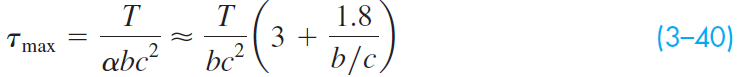 τ_max = T/(αbc²) ≈ T/(bc²) (3 + 1.8/(b/c)) (3–40)